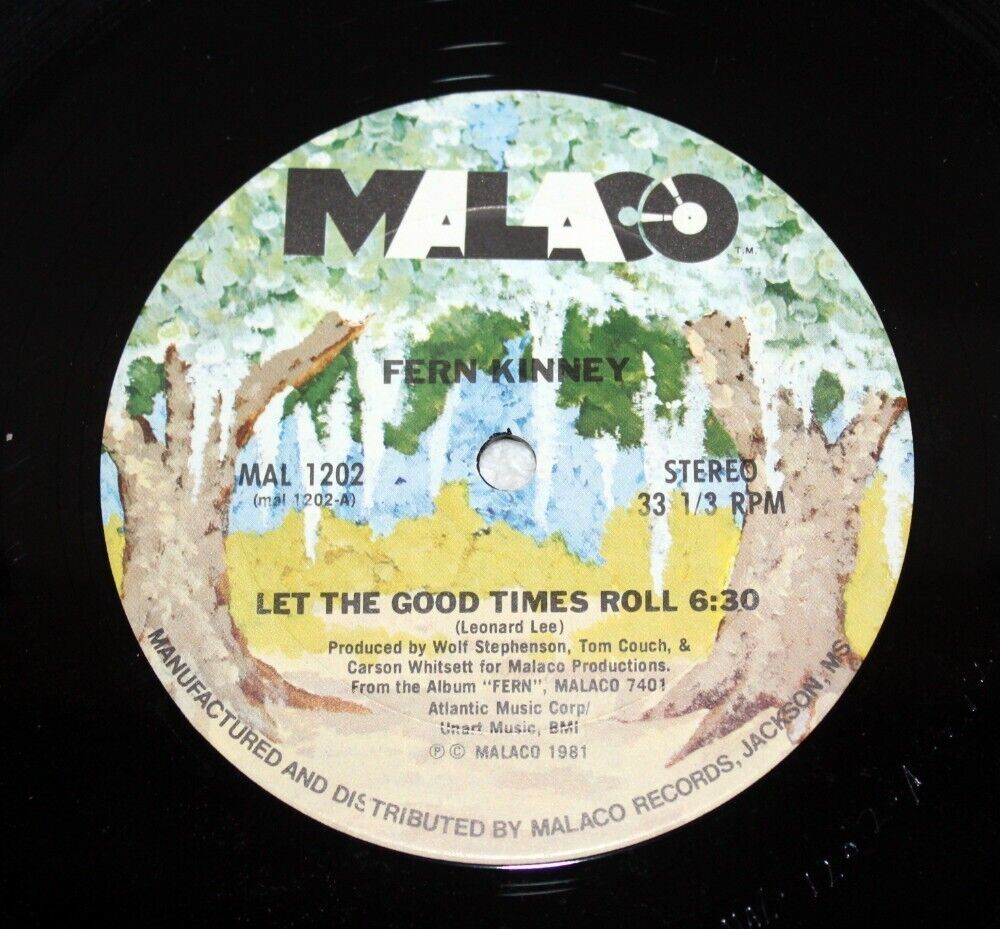 MALACO
T.M.
FERN KINNEY
MAL 1202
(mal 1202-A)
STEREO
33 1/3 RPM
LET THE GOOD TIMES ROLL 6:30
(Leonard Lee)
Produced by Wolf Stephenson, Tom Couch, &
Carson Whitsett for Malaco Productions.
From the Album "FERN", MALACO 7401
Atlantic Music Corp/
Unart Music, BMI
Ⓟ © MALACO 1981
MANUFACTURED AND DISTRIBUTED BY MALACO RECORDS, JACKSON, MS